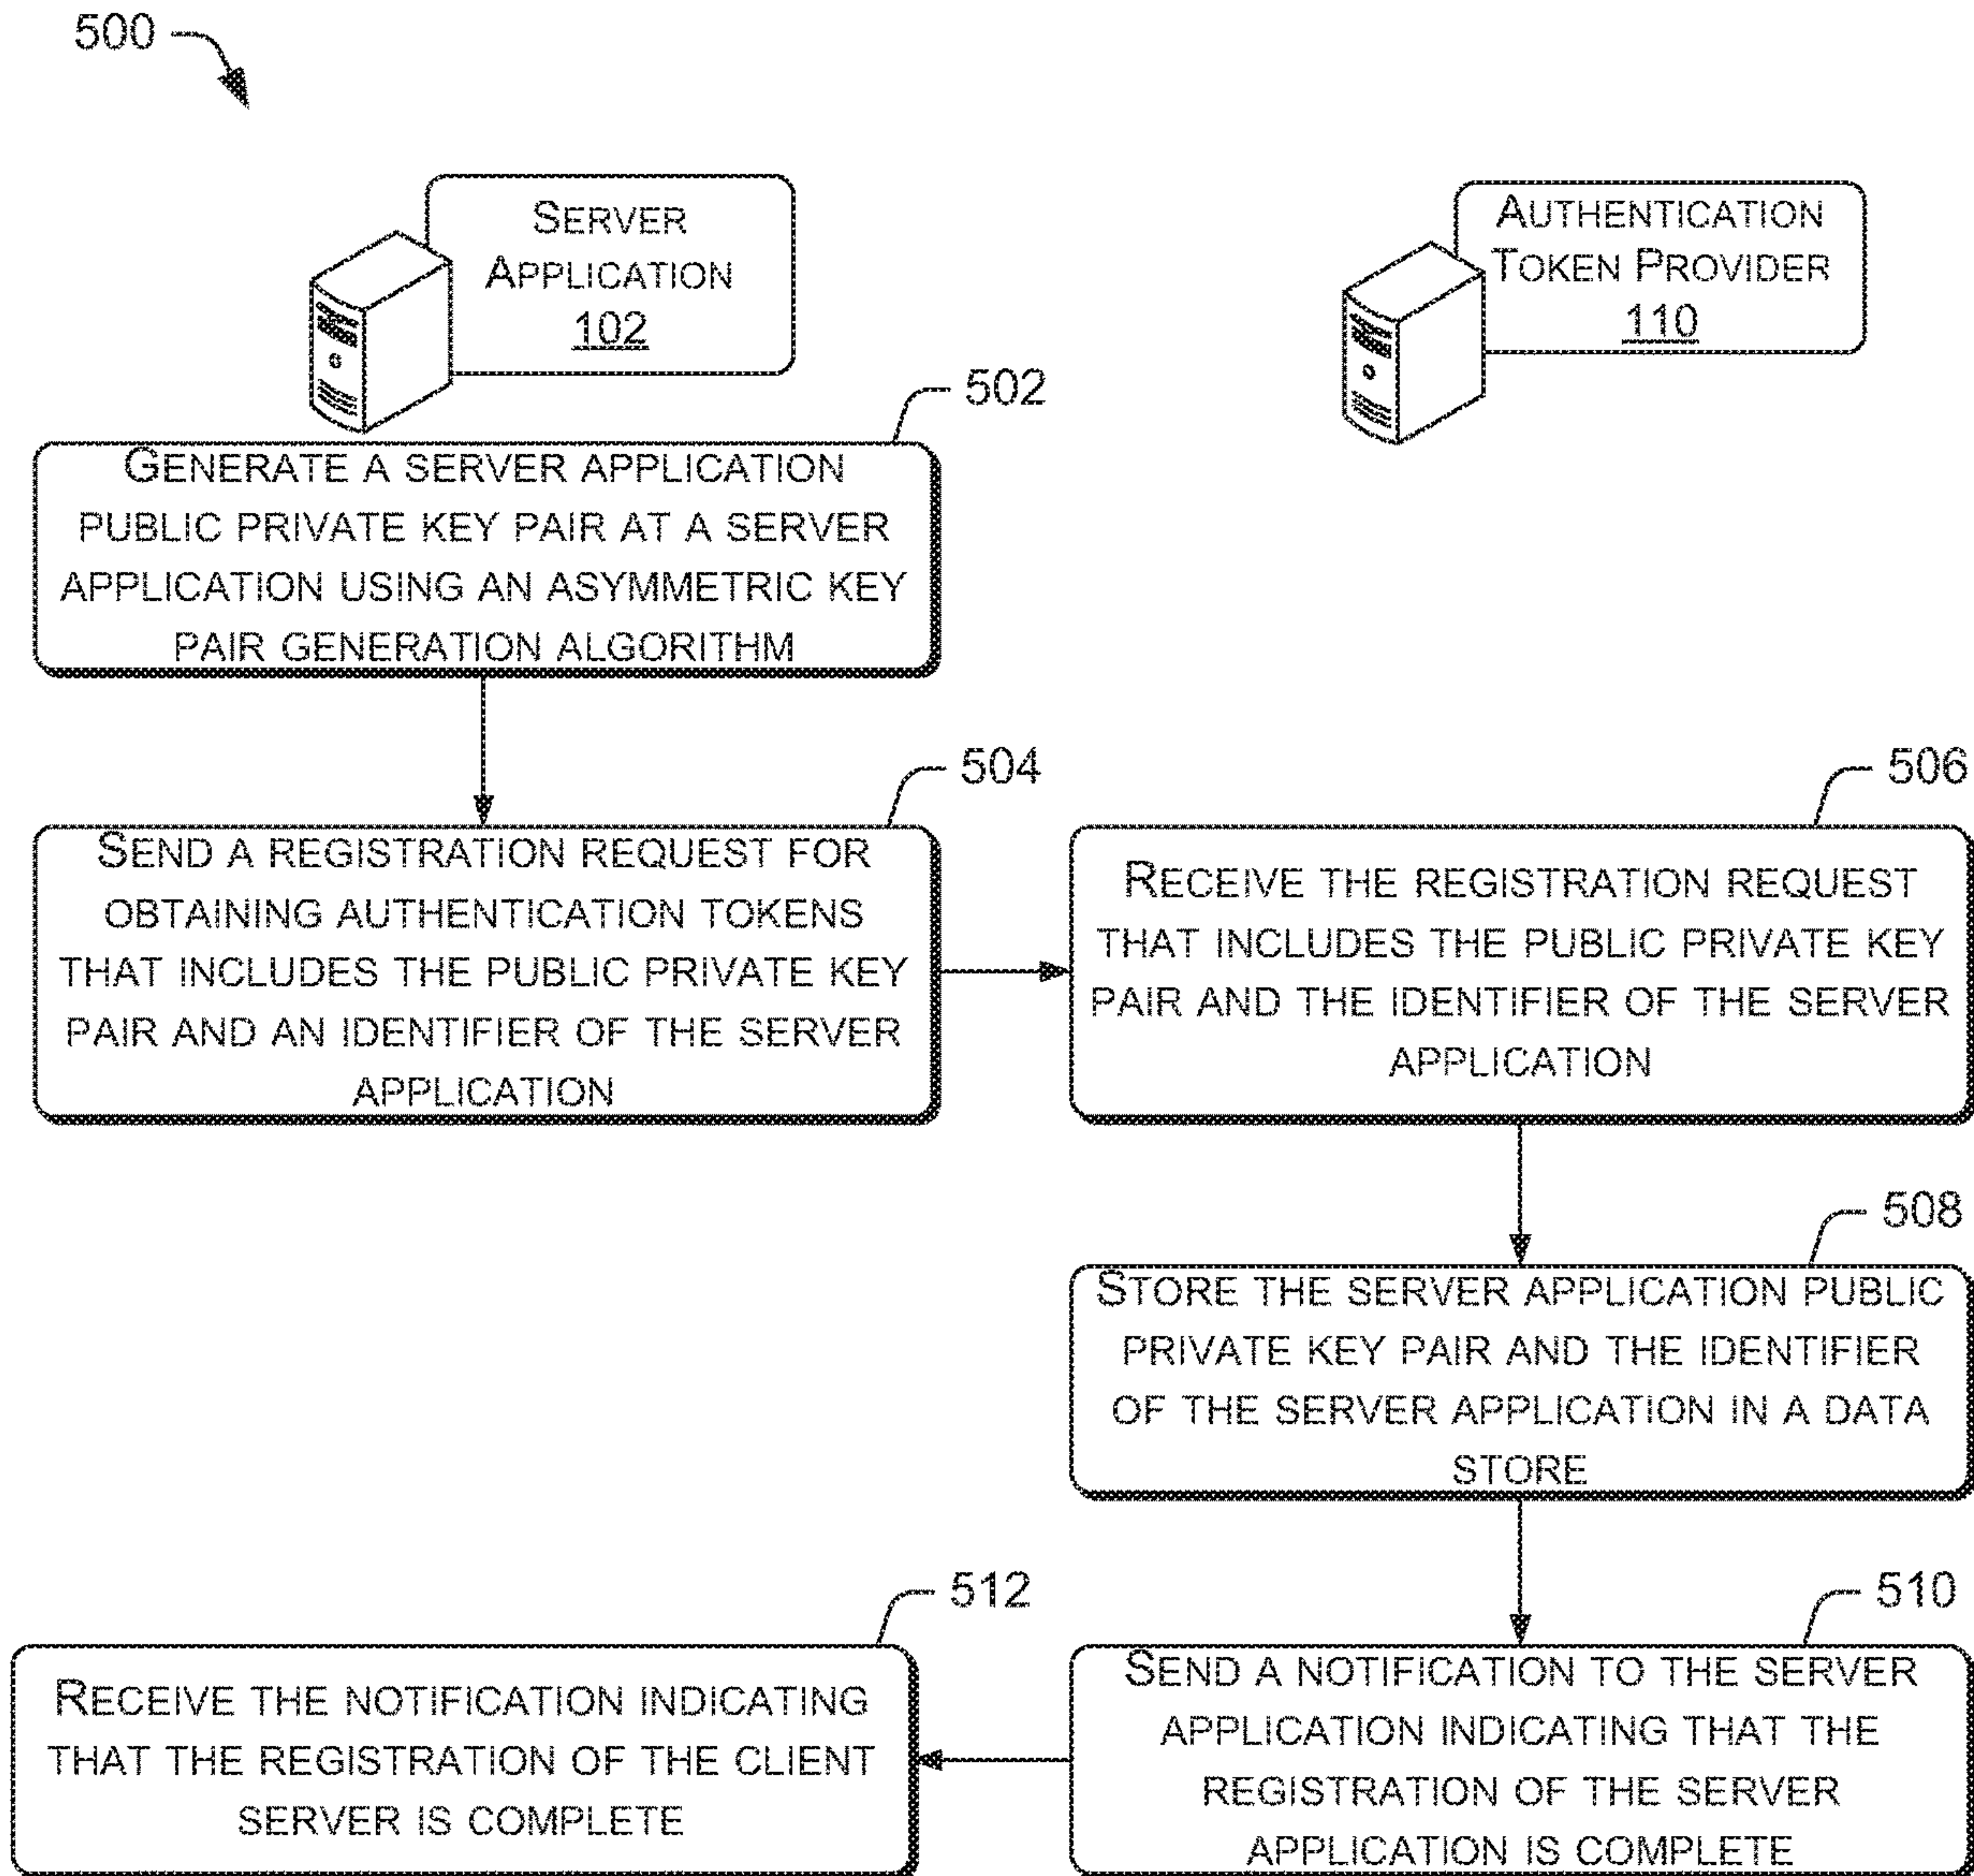 500
SERVER
APPLICATION
102
AUTHENTICATION
TOKEN PROVIDER
110
502
GENERATE A SERVER APPLICATION
PUBLIC PRIVATE KEY PAIR AT A SERVER
APPLICATION USING AN ASYMMETRIC KEY
PAIR GENERATION ALGORITHM
504
SEND A REGISTRATION REQUEST FOR
OBTAINING AUTHENTICATION TOKENS
THAT INCLUDES THE PUBLIC PRIVATE KEY
PAIR AND AN IDENTIFIER OF THE SERVER
APPLICATION
506
RECEIVE THE REGISTRATION REQUEST
THAT INCLUDES THE PUBLIC PRIVATE KEY
PAIR AND THE IDENTIFIER OF THE SERVER
APPLICATION
508
STORE THE SERVER APPLICATION PUBLIC
PRIVATE KEY PAIR AND THE IDENTIFIER
OF THE SERVER APPLICATION IN A DATA
STORE
510
SEND A NOTIFICATION TO THE SERVER
APPLICATION INDICATING THAT THE
REGISTRATION OF THE SERVER
APPLICATION IS COMPLETE
512
RECEIVE THE NOTIFICATION INDICATING
THAT THE REGISTRATION OF THE CLIENT
SERVER IS COMPLETE